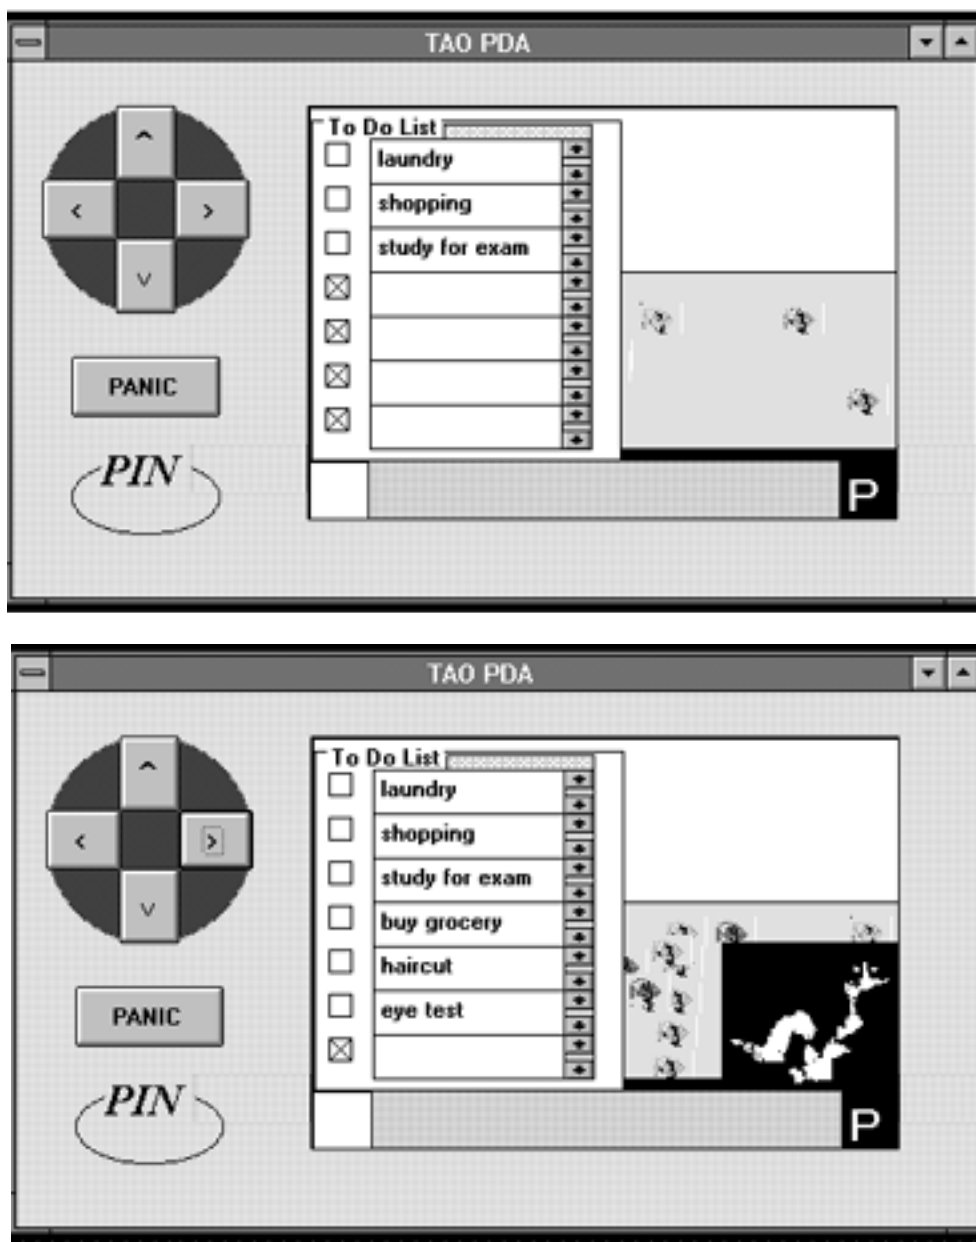 TAO PDA
^
< >
v
PANIC
PIN
To Do List
laundry
shopping
study for exam
P
TAO PDA
^
< >
v
PANIC
PIN
To Do List
laundry
shopping
study for exam
buy grocery
haircut
eye test
P